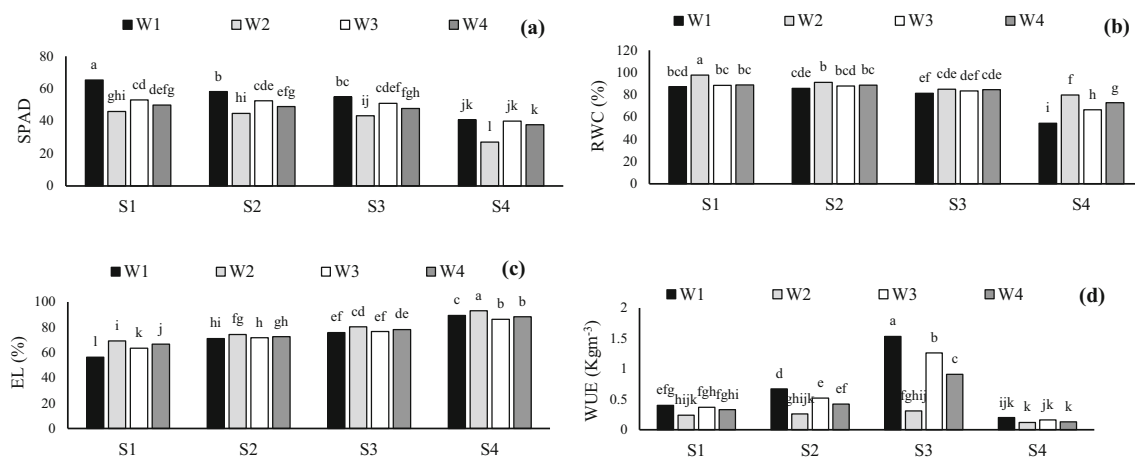 W1 W2 W3 W4
(a)
80
60
40
20
0
SPAD
a ghi cd defg b hi cde efg bc ij cdef fgh jk l jk k
S1 S2 S3 S4
W1 W2 W3 W4
(b)
120
100
80
60
40
20
0
RWC (%)
bcd a bc bc cde b bcd bc ef cde def cde i f h g
S1 S2 S3 S4
W1 W2 W3 W4
(c)
100
80
60
40
20
0
EL (%)
l i k j hi fg h gh ef cd ef de c a b b
S1 S2 S3 S4
W1 W2 W3 W4
(d)
2
1.5
1
0.5
0
WUE (Kgm-3)
efg hijk fgh fghi d ghijk e ef a fghij b c ijk k jk k
S1 S2 S3 S4